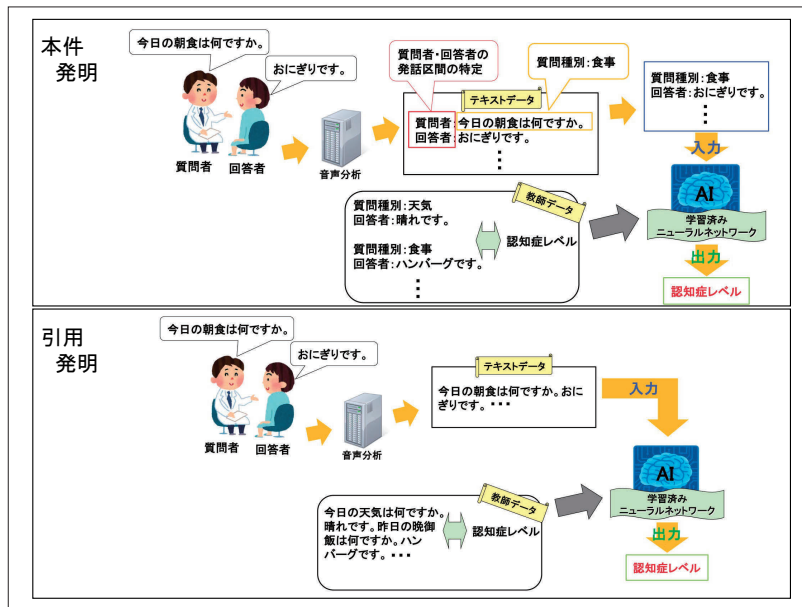 本件
発明
今日の朝食は何ですか。
おにぎりです。
質問者
回答者
音声分析
質問者・回答者の
発話区間の特定
質問種別:食事
テキストデータ
質問者:今日の朝食は何ですか。
回答者:おにぎりです。
⋮
質問種別:食事
回答者:おにぎりです。
⋮
入力
AI
学習済み
ニューラルネットワーク
出力
認知症レベル
教師データ
質問種別:天気
回答者:晴れです。
質問種別:食事
回答者:ハンバーグです。
⋮
認知症レベル
引用
発明
今日の朝食は何ですか。
おにぎりです。
質問者
回答者
音声分析
テキストデータ
今日の朝食は何ですか。おに
ぎりです。・・・
入力
AI
学習済み
ニューラルネットワーク
出力
認知症レベル
教師データ
今日の天気は何ですか。
晴れです。昨日の晩御
飯は何ですか。ハン
バーグです。・・・
認知症レベル